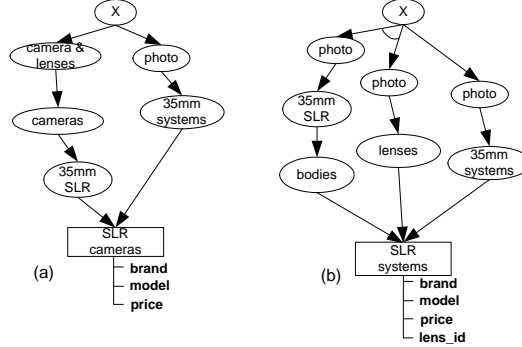 X
camera &
lenses
photo
cameras
35mm
systems
35mm
SLR
SLR
cameras
(a)
brand
model
price
X
photo
photo
photo
35mm
SLR
bodies
lenses
35mm
systems
SLR
systems
(b)
brand
model
price
lens_id